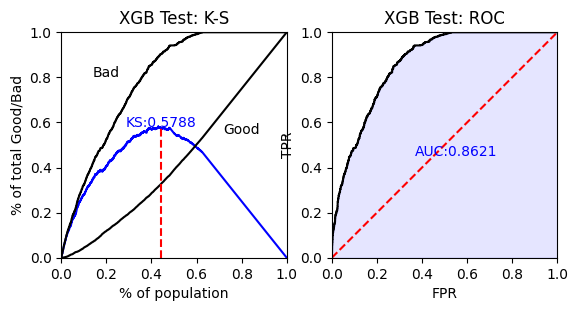 XGB Test: K-S
XGB Test: ROC
1.0
0.8
0.6
0.4
0.2
0.0
% of total Good/Bad
Bad
KS:0.5788
Good
0.0 0.2 0.4 0.6 0.8 1.0
% of population
1.0
0.8
0.6
0.4
0.2
0.0
TPR
AUC:0.8621
0.0 0.2 0.4 0.6 0.8 1.0
FPR